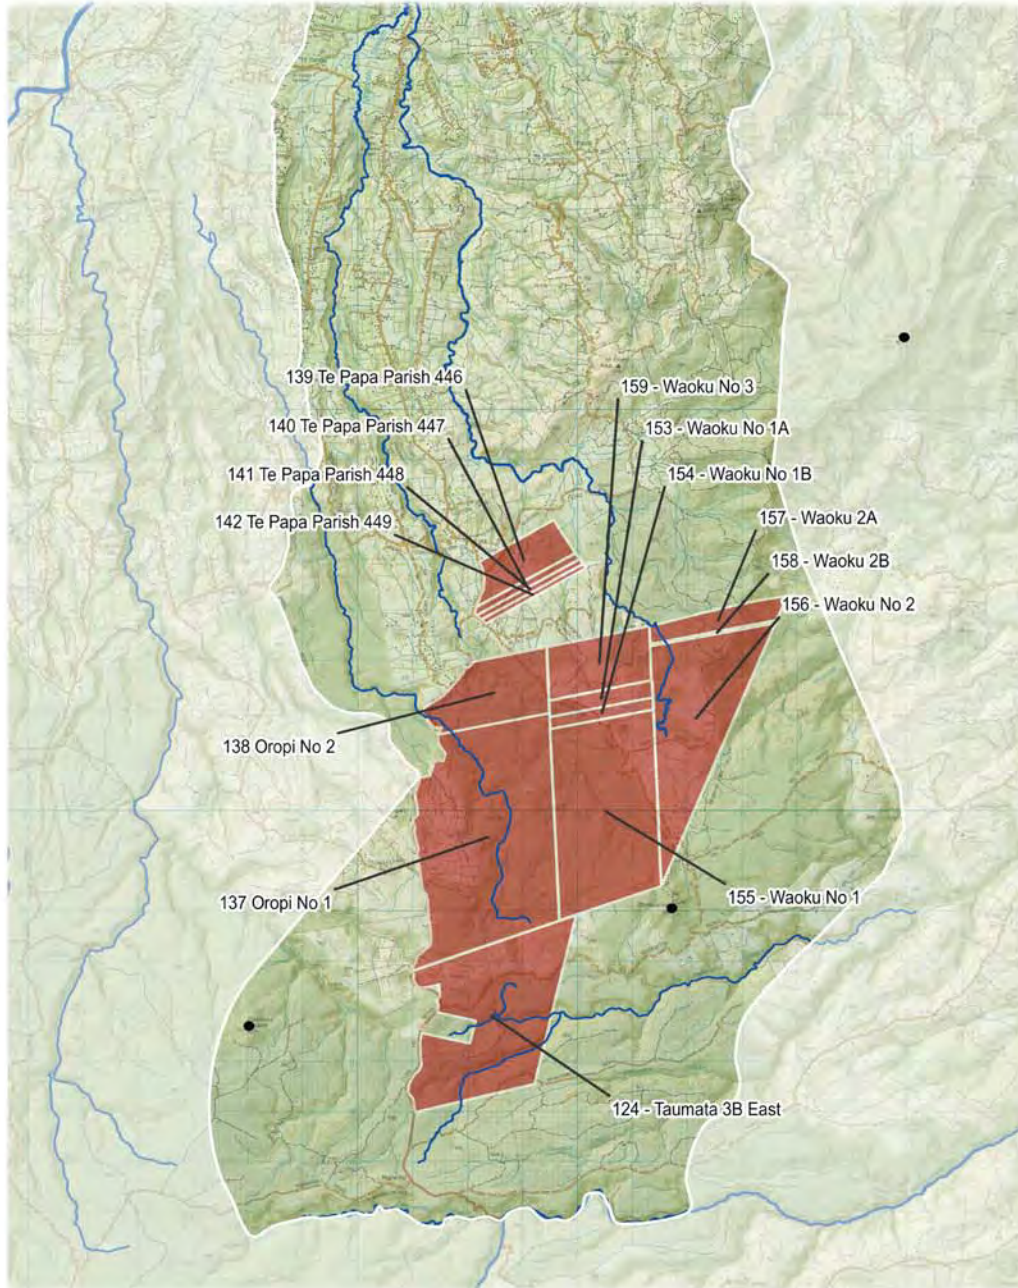 139 Te Papa Parish 446
159 - Waoku No 3
140 Te Papa Parish 447
153 - Waoku No 1A
141 Te Papa Parish 448
154 - Waoku No 1B
142 Te Papa Parish 449
157 - Waoku 2A
158 - Waoku 2B
156 - Waoku No 2
138 Oropi No 2
137 Oropi No 1
155 - Waoku No 1
124 - Taumata 3B East